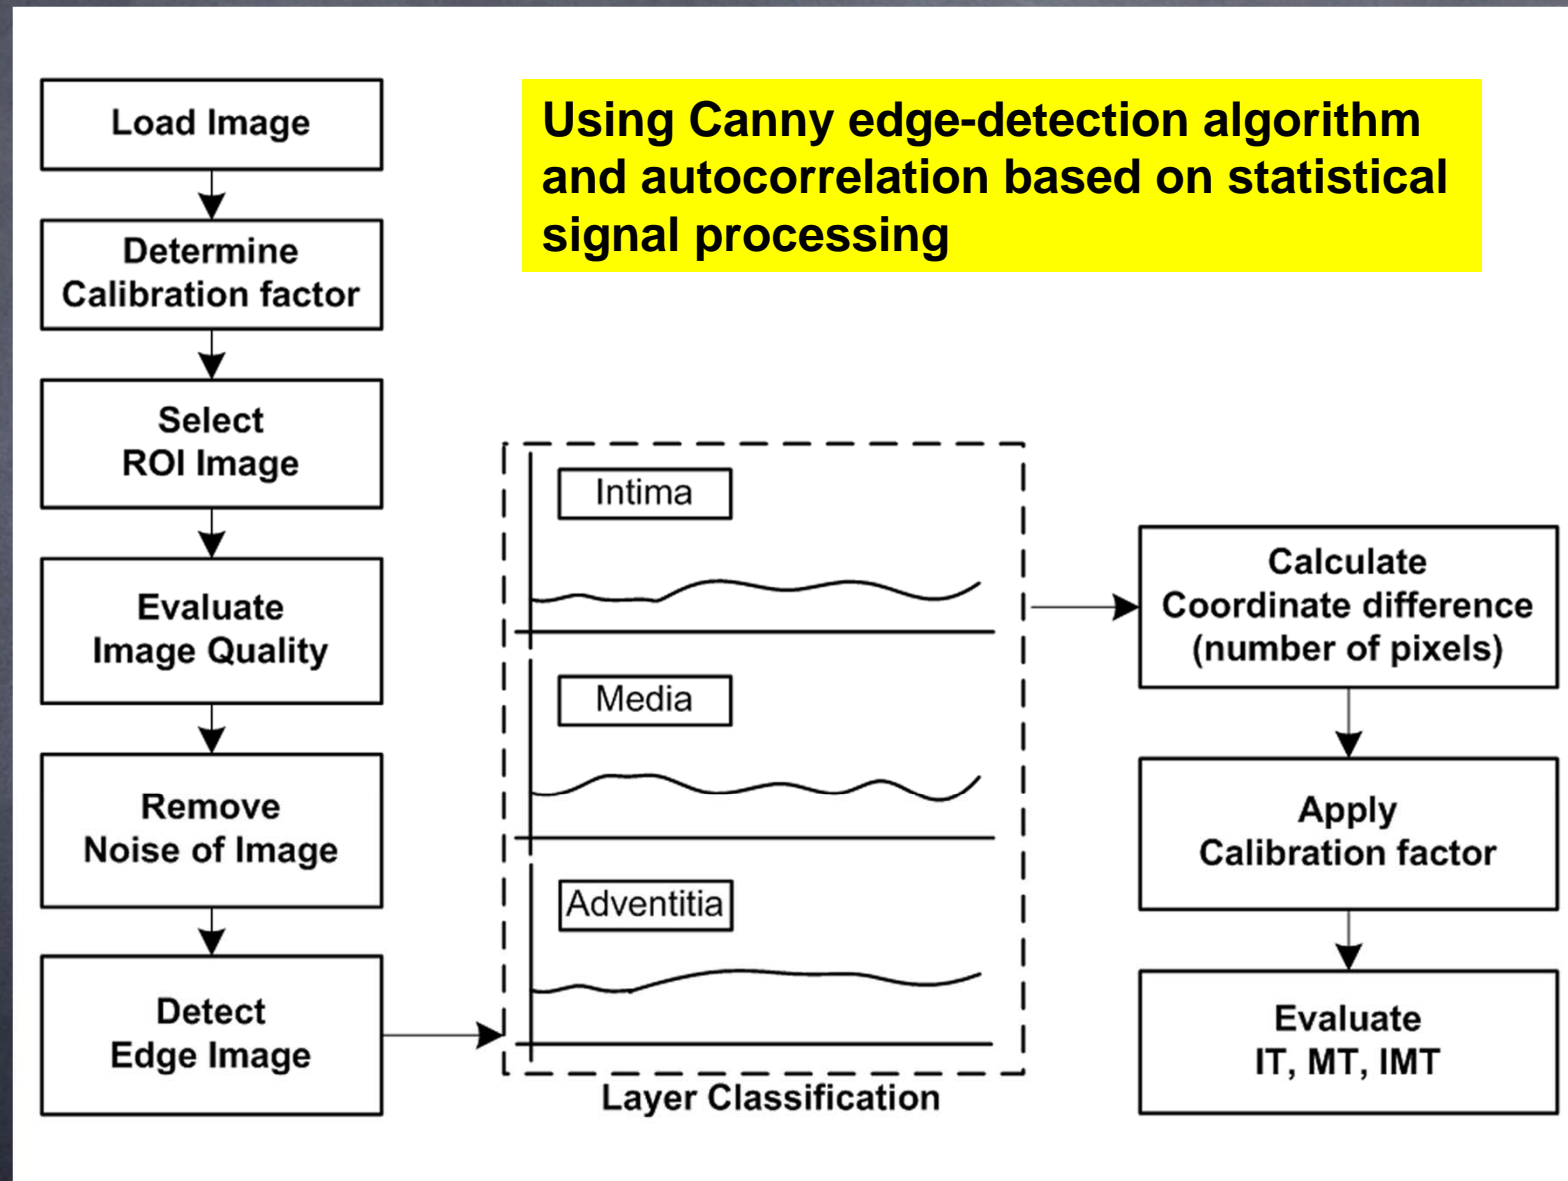 Load Image
Determine
Calibration factor
Select
ROI Image
Evaluate
Image Quality
Remove
Noise of Image
Detect
Edge Image
Using Canny edge-detection algorithm
and autocorrelation based on statistical
signal processing
Intima
Media
Adventitia
Layer Classification
Calculate
Coordinate difference
(number of pixels)
Apply
Calibration factor
Evaluate
IT, MT, IMT